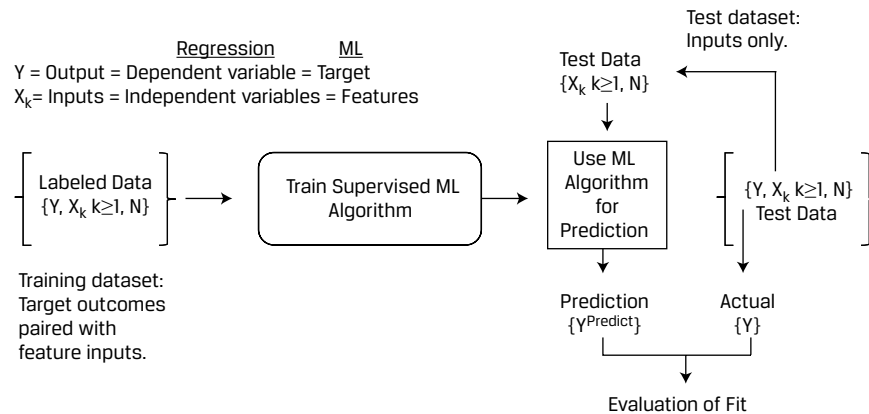 Regression ML
Y = Output = Dependent variable = Target
Xₖ= Inputs = Independent variables = Features
Labeled Data
{Y, Xₖ k≥1, N}
Training dataset:
Target outcomes
paired with
feature inputs.
Train Supervised ML
Algorithm
Test Data
{Xₖ k≥1, N}
Use ML
Algorithm
for
Prediction
Prediction
{Y^Predict}
Test dataset:
Inputs only.
{Y, Xₖ k≥1, N}
Test Data
Actual
{Y}
Evaluation of Fit